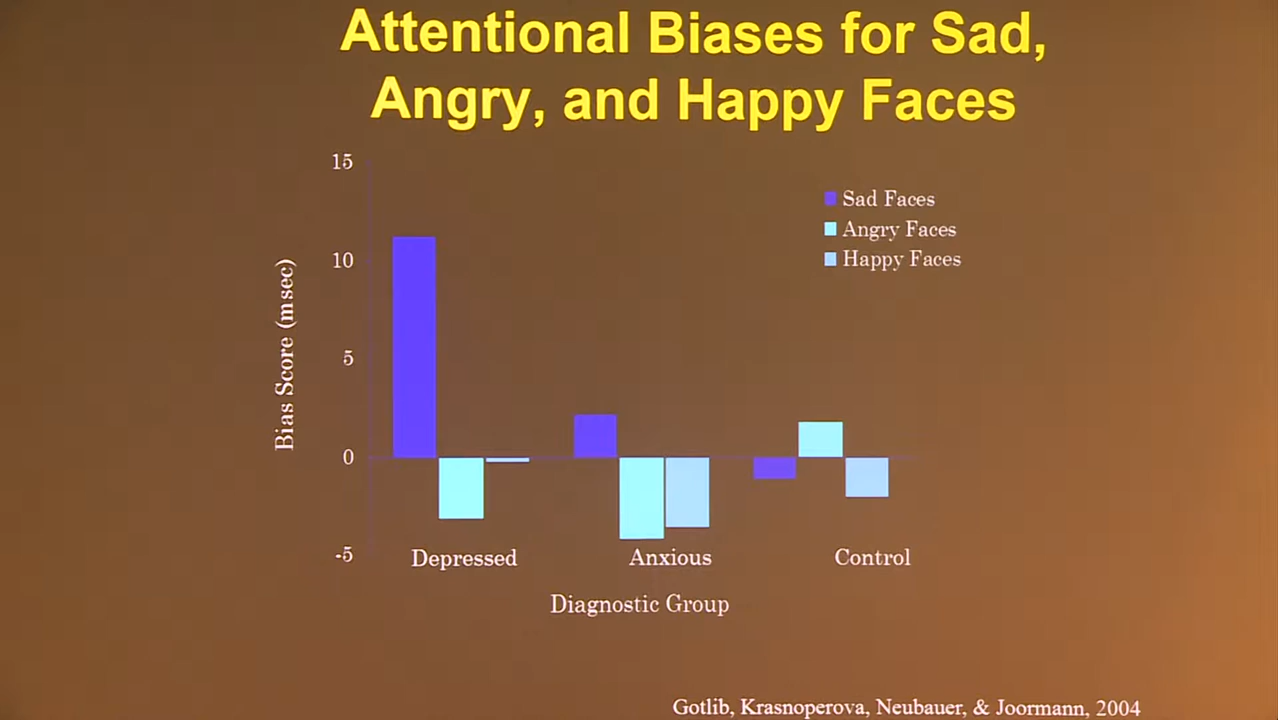 Attentional Biases for Sad,
Angry, and Happy Faces
15
10
5
0
-5
Bias Score (msec)
Sad Faces
Angry Faces
Happy Faces
Depressed
Anxious
Control
Diagnostic Group
Gotlib, Krasnoperova, Neubauer, & Joormann, 2004